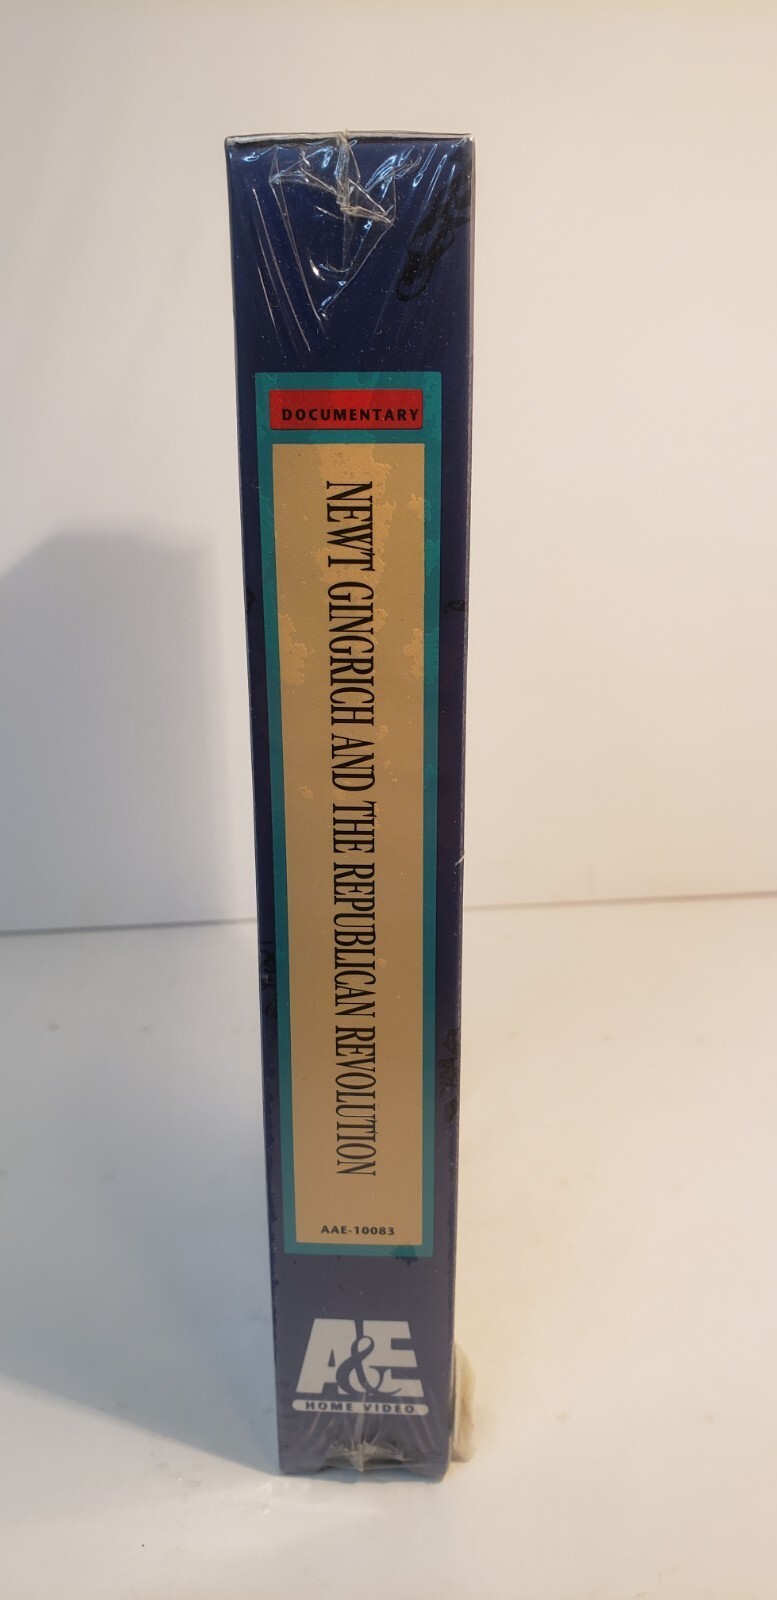 DOCUMENTARY
NEWT GINGRICH AND THE REPUBLICAN REVOLUTION
AAE-10083
A&E
HOME VIDEO